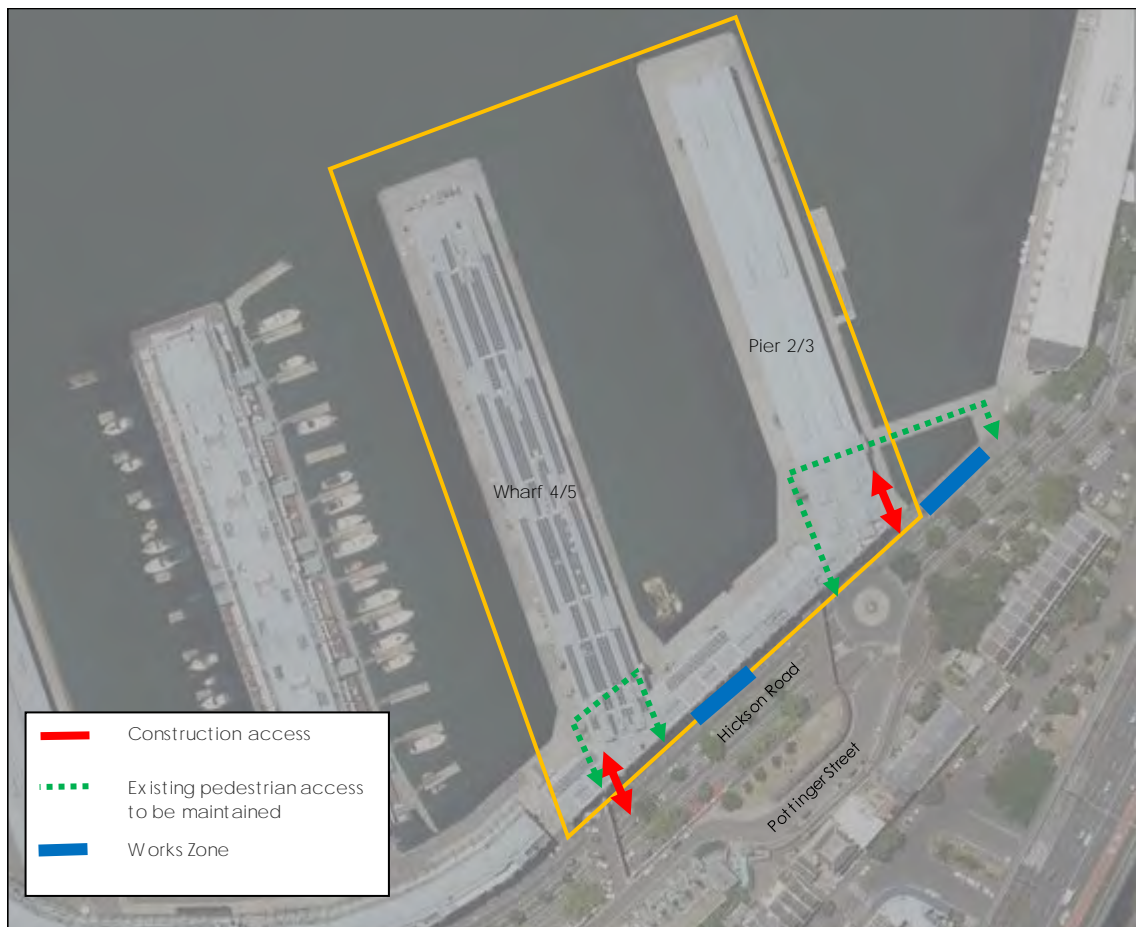 Pier 2/3
Wharf 4/5
Hickson Road
Pottinger Street
Construction access
Existing pedestrian access
to be maintained
Works Zone